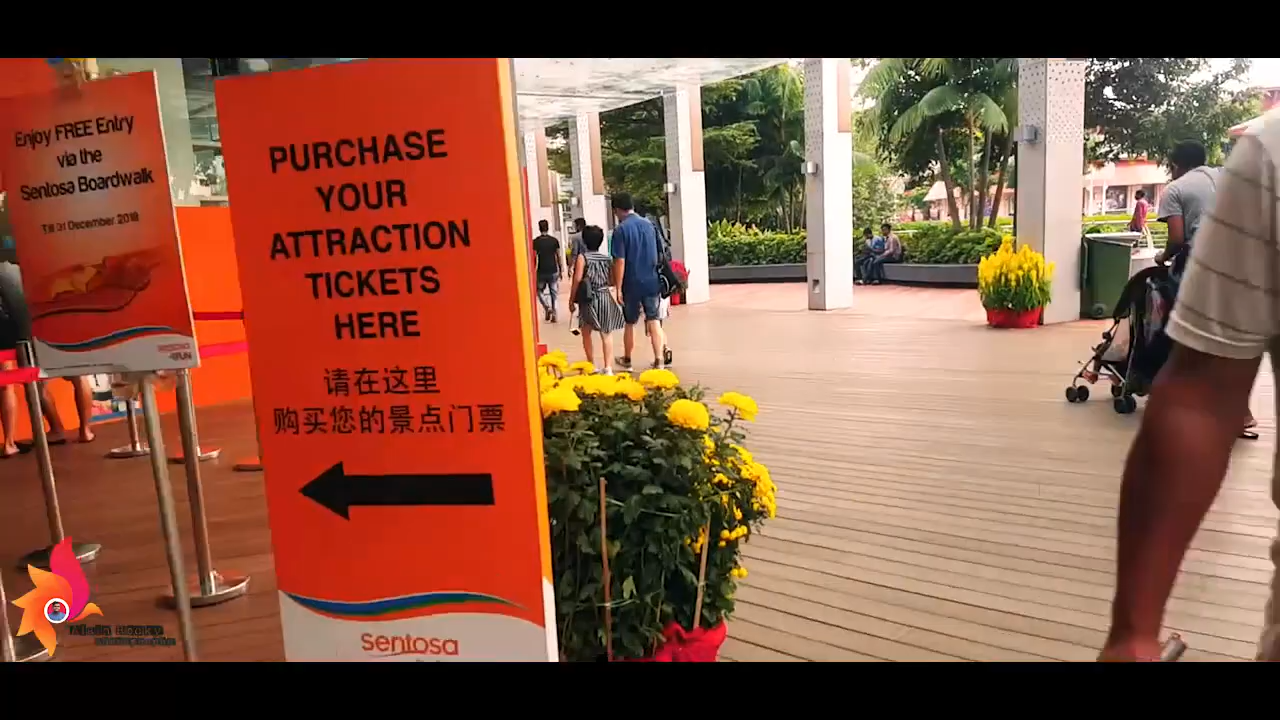 Enjoy FREE Entry
via the
Sentosa Boardwalk
Till 31 December 2018
PURCHASE
YOUR
ATTRACTION
TICKETS
HERE
请在这里
购买您的景点门票
sentosa